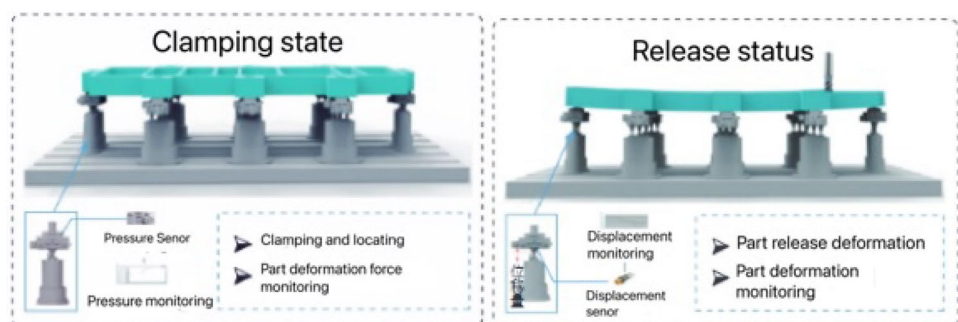 Clamping state
Pressure Senor
Pressure monitoring
Clamping and locating
Part deformation force
monitoring
Release status
Displacement
monitoring
Displacement
senor
Part release deformation
Part deformation
monitoring